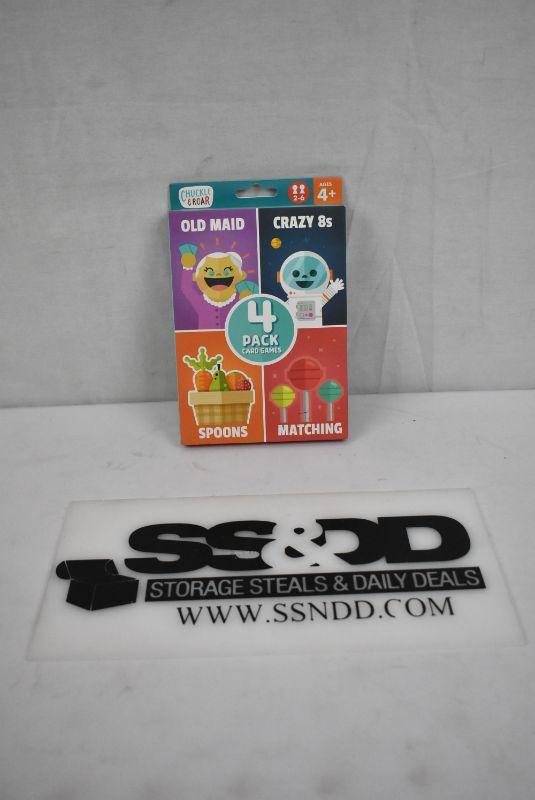 CHUCKLE
& ROAR
2-6
AGES
4+
OLD MAID
CRAZY 8s
4
PACK
CARD GAMES
SPOONS
MATCHING
SS&DD
STORAGE STEALS & DAILY DEALS
WWW.SSNDD.COM